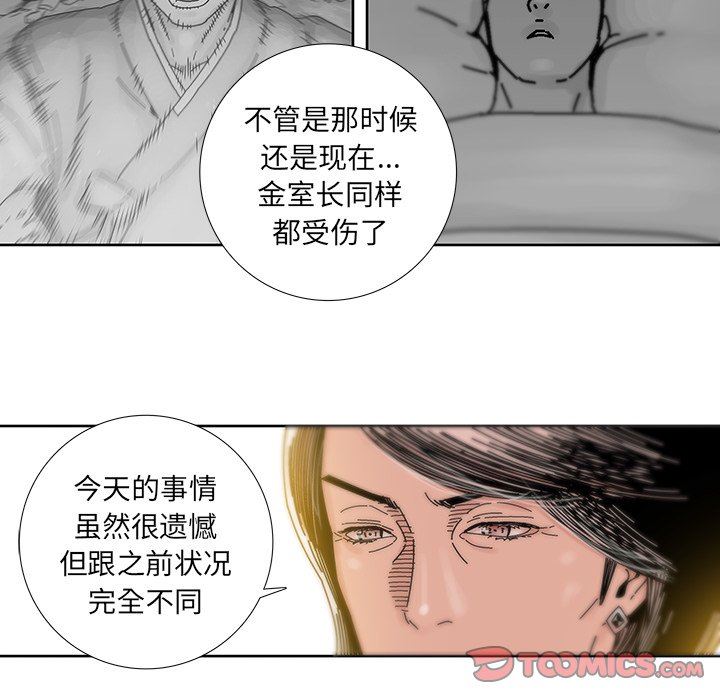 不管是那时候
还是现在...
金室长同样
都受伤了
今天的事情
虽然很遗憾
但跟之前状况
完全不同
DTOOMICS.COM